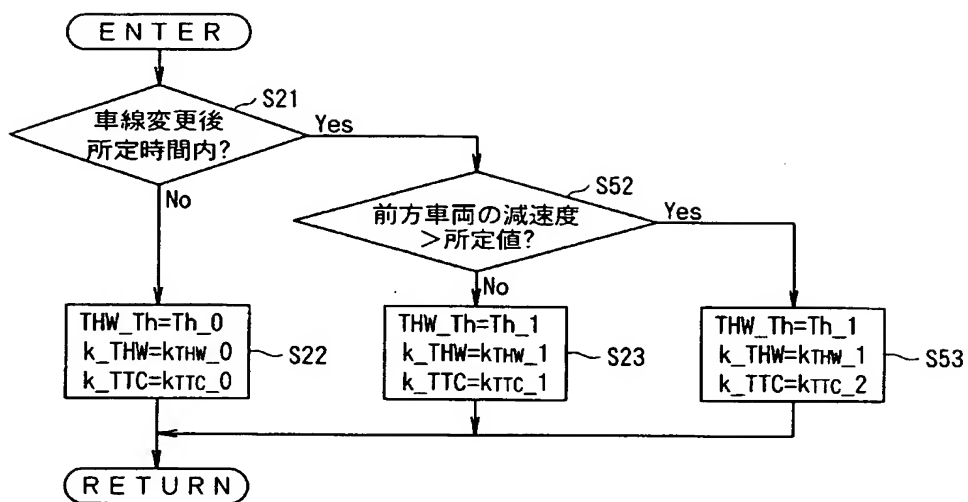 ENTER
S21
車線変更後
所定時間内?
Yes
No
S52
前方車両の減速度
>所定値?
Yes
No
THW_Th=Th_0
k_THW=kTHW_0
k_TTC=kTTC_0
S22
THW_Th=Th_1
k_THW=kTHW_1
k_TTC=kTTC_1
S23
THW_Th=Th_1
k_THW=kTHW_1
k_TTC=kTTC_2
S53
RETURN